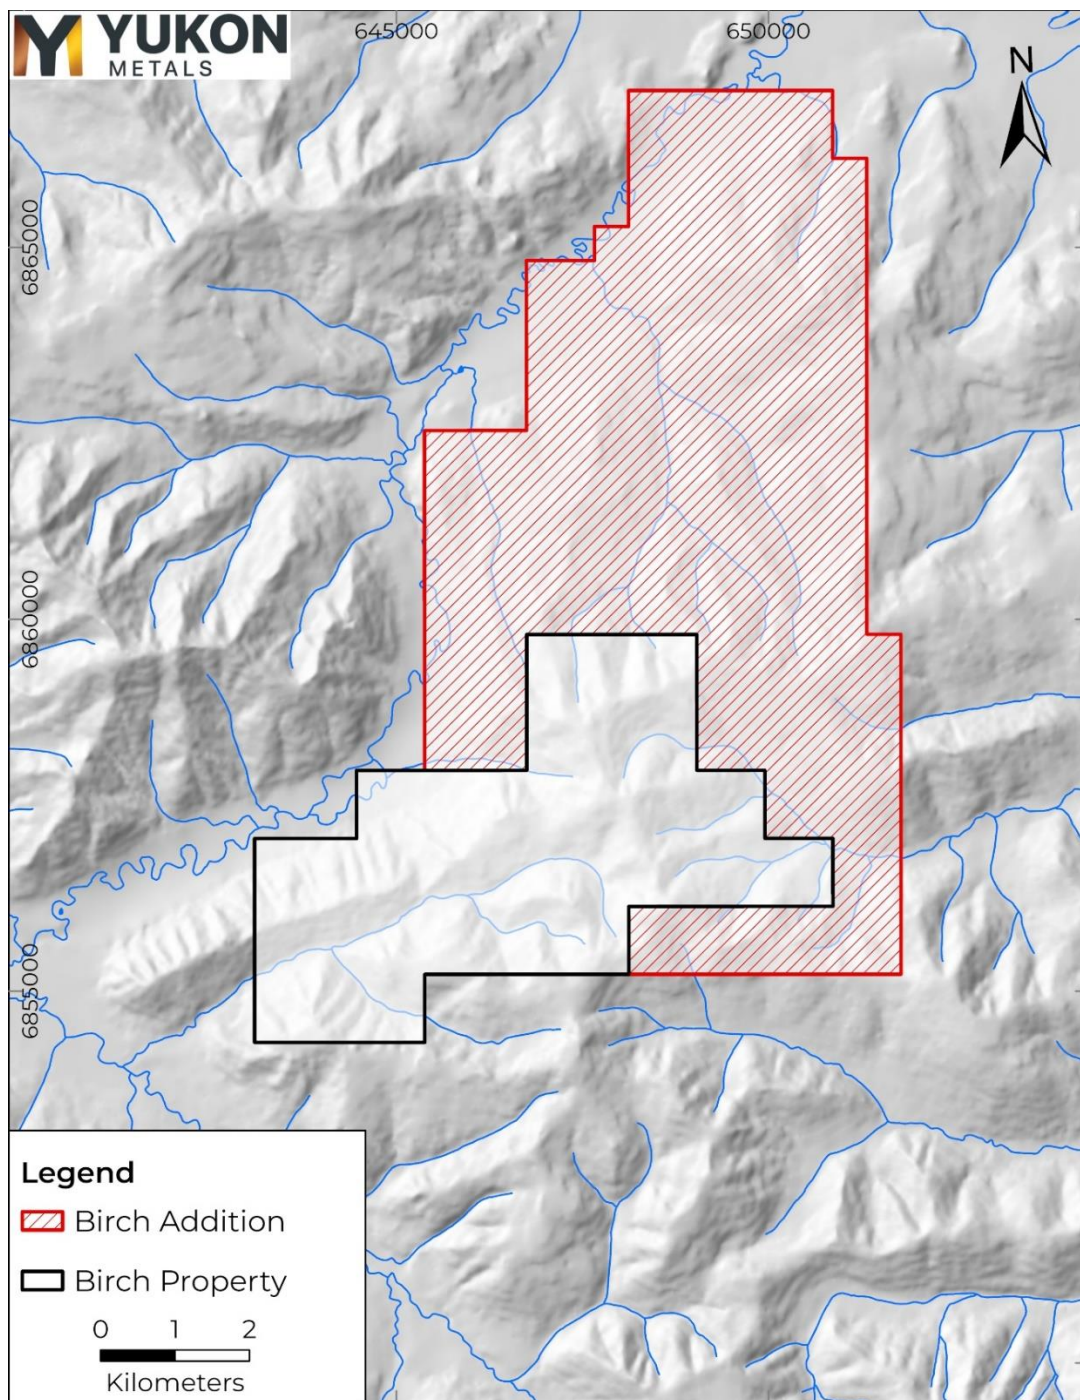 YUKON
METALS
645000
650000
N
6865000
6860000
6855000
Legend
Birch Addition
Birch Property
0 1 2
Kilometers